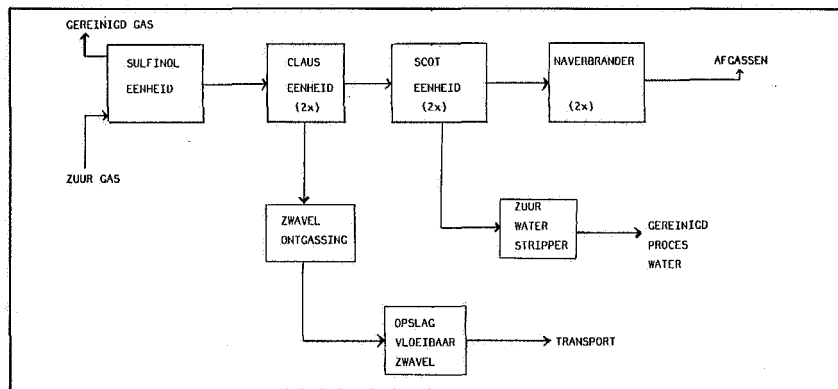 GEREINIGD GAS
SULFINOL
EENHEID
ZUUR GAS
CLAUS
EENHEID
(2x)
SCOT
EENHEID
(2x)
NAVERBRANDER
(2x)
AFGASSEN
ZWAVEL
ONTGASSING
ZUUR
WATER
STRIPPER
GEREINIGD
PROCES
WATER
OPSLAG
VLOEIBAAR
ZWAVEL
TRANSPORT